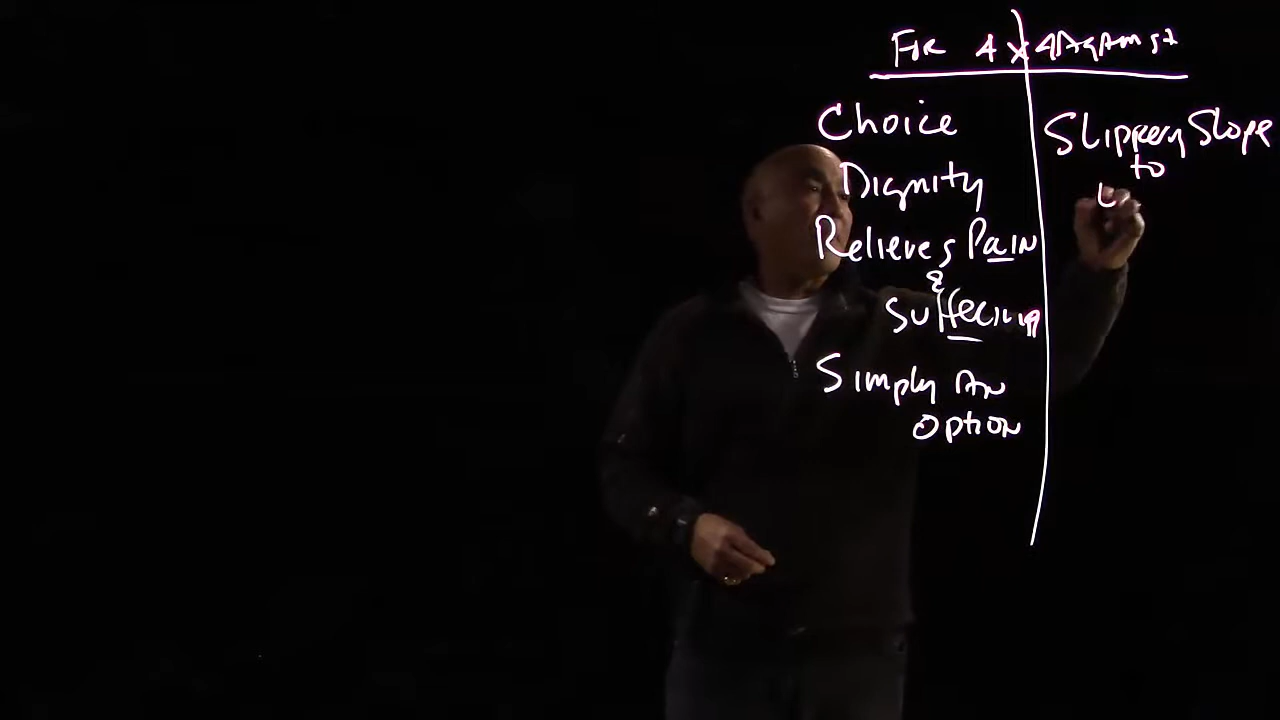 For Against
Choice
Dignity
Relieves Pain
&
Suffering
Simply An
Option
Slippery Slope
to